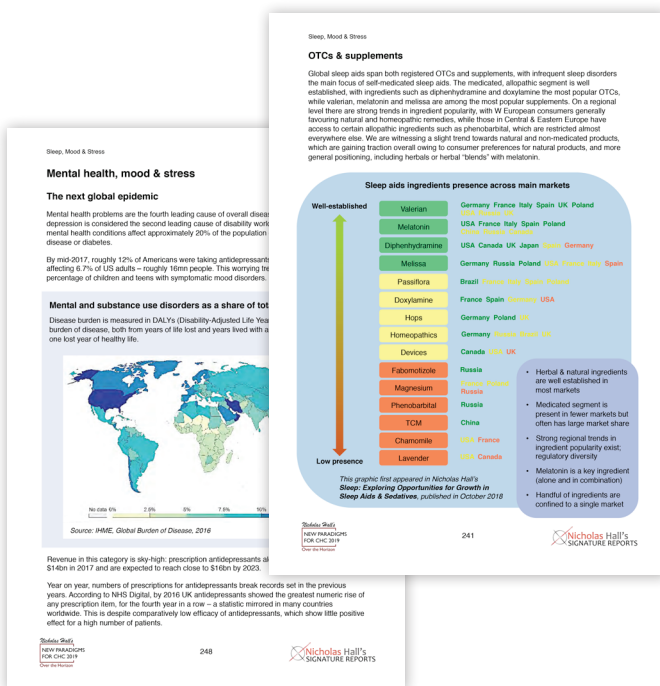 Sleep, Mood & Stress
OTCs & supplements
Global sleep aids span both registered OTCs and supplements, with infrequent sleep disorders
the main focus of self-medicated sleep aids. The medicated, allopathic segment is well
established, with ingredients such as diphenhydramine and doxylamine the most popular OTCs,
while valerian, melatonin and melissa are among the most popular supplements. On a regional
level there are strong trends in ingredient popularity, with W European consumers generally
favouring natural and homeopathic remedies, while those in Central & Eastern Europe have
access to certain allopathic ingredients such as phenobarbital, which are restricted almost
everywhere else. We are witnessing a slight trend towards natural and non-medicated products,
which are gaining traction overall owing to consumer preferences for natural products, and more
general positioning, including herbals or herbal “blends” with melatonin.
Sleep aids ingredients presence across main markets
Well-established
Valerian Germany France Italy Spain UK Poland
Melatonin USA France Italy Spain Poland
Diphenhydramine USA Canada UK Japan Germany
Melissa Germany Russia Poland Spain
Passiflora Brazil
Doxylamine France Spain USA
Hops Germany Poland
Homeopathics Germany
Devices Canada UK
Fabomotizole Russia
Magnesium Russia
Phenobarbital Russia
TCM China
Chamomile France
Lavender Canada
Low presence
• Herbal & natural ingredients
are well established in
most markets
• Medicated segment is
present in fewer markets but
often has large market share
• Strong regional trends in
ingredient popularity exist;
regulatory diversity
• Melatonin is a key ingredient
(alone and in combination)
• Handful of ingredients are
confined to a single market
This graphic first appeared in Nicholas Hall's
Sleep: Exploring Opportunities for Growth in
Sleep Aids & Sedatives, published in October 2018
Nicholas Hall's
NEW PARADIGMS
FOR CHC 2019
Over the Horizon
241
Nicholas Hall's
SIGNATURE REPORTS
Sleep, Mood & Stress
Mental health, mood & stress
The next global epidemic
Mental health problems are the fourth leading cause of overall
depression is considered the second leading cause of disability
mental health conditions affect approximately 20% of the population
disease or diabetes.
By mid-2017, roughly 12% of Americans were taking antidepressants
affecting 6.7% of US adults – roughly 16mn people. This worrying
percentage of children and teens with symptomatic mood disorders.
Mental and substance use disorders as a share of
Disease burden is measured in DALYs (Disability-Adjusted Life
burden of disease, both from years of life lost and years lived with a
one lost year of healthy life.
No data 0% 2.5% 5% 7.5% 10%
Source: IHME, Global Burden of Disease, 2016
Revenue in this category is sky-high: prescription antidepressants
$14bn in 2017 and are expected to reach close to $16bn by 2023.
Year on year, numbers of prescriptions for antidepressants break records set in the previous
years. According to NHS Digital, by 2016 UK antidepressants showed the greatest numeric rise of
any prescription item, for the fourth year in a row – a statistic mirrored in many countries
worldwide. This is despite comparatively low efficacy of antidepressants, which show little positive
effect for a high number of patients.
Nicholas Hall's
NEW PARADIGMS
FOR CHC 2019
Over the Horizon
248
Nicholas Hall's
SIGNATURE REPORTS